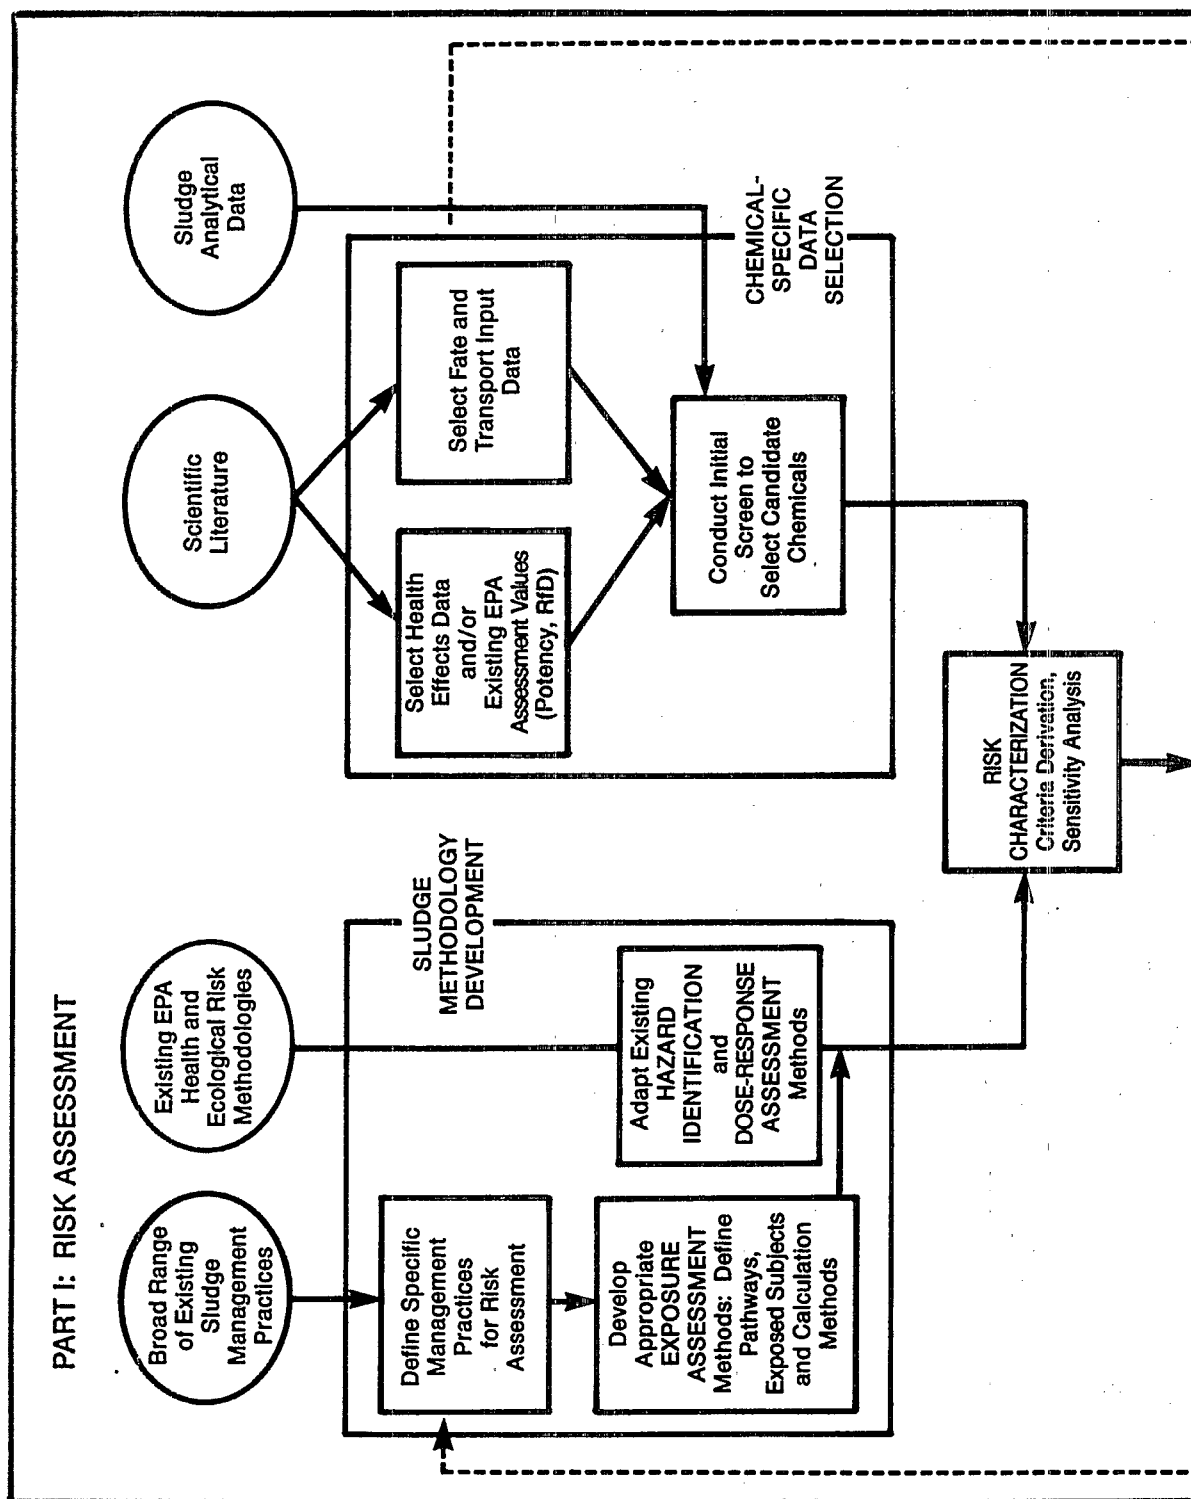 PART I: RISK ASSESSMENT
Broad Range
of Existing
Sludge
Management
Practices
Existing EPA
Health and
Ecological Risk
Methodologies
Scientific
Literature
Sludge
Analytical
Data
Define Specific
Management
Practices
for Risk
Assessment
Develop
Appropriate
EXPOSURE
ASSESSMENT
Methods: Define
Pathways,
Exposed Subjects
and Calculation
Methods
Adapt Existing
HAZARD
IDENTIFICATION
and
DOSE-RESPONSE
ASSESSMENT
Methods
SLUDGE
METHODOLOGY
DEVELOPMENT
Select Health
Effects Data
and/or
Existing EPA
Assessment Values
(Potency, RfD)
Select Fate and
Transport Input
Data
Conduct Initial
Screen to
Select Candidate
Chemicals
CHEMICAL-
SPECIFIC
DATA
SELECTION
RISK
CHARACTERIZATION
Criteria Derivation,
Sensitivity Analysis